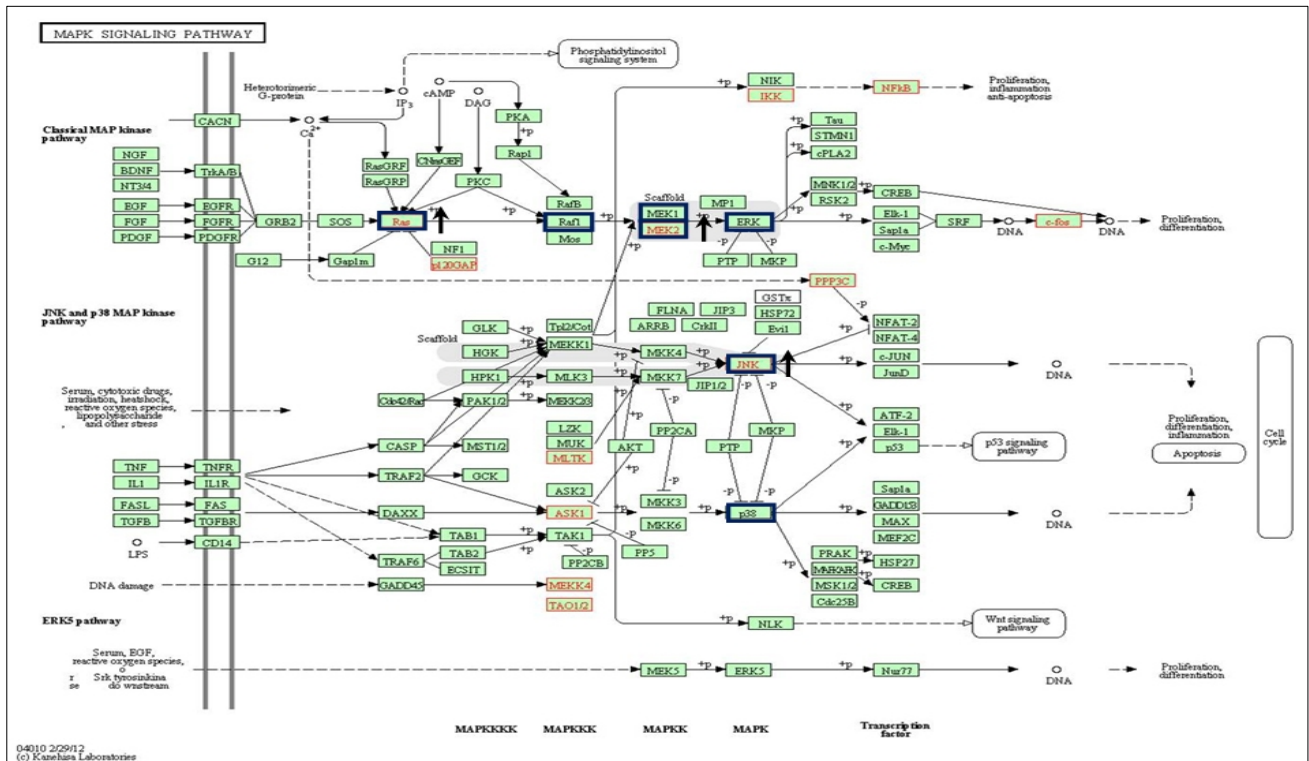 MAPK SIGNALING PATHWAY
Phosphatidylinositol
signaling system
Heterotorimeric
G-protein
IP3
cAMP
DAG
PKA
+p
NIK
IKK
NFkB
Proliferation,
inflammation
anti-apoptosis
CACN
Ca2+
Classical MAP kinase
pathway
Rap1
Tau
STMN1
cPLA2
+p
NGF
BDNF
NT3/4
TrkA/B
RasGRF
RasGRP
CNrasGEF
PKC
RafB
Scaffold
MEK1
MP1
MNK1/2
RSK2
CREB
EGF
FGF
PDGF
EGFR
FGFR
PDGFR
GRB2
SOS
Ras
+p
+p
Raf1
Mos
+p
MEK2
+p
ERK
+p
Elk-1
Sap1a
c-Myc
SRF
DNA
c-fos
DNA
Proliferation,
differentiation
G12
Gap1m
NF1
p120GAP
+p
-p
-p
PTP
MKP
PPP3C
-p
JNK and p38 MAP kinase
pathway
Scaffold
GLK
HGK
Tpl2/Cot
MEKK1
+p
FLNA
JIP3
ARRB
CrkII
GSTπ
HSP72
Evi1
NFAT-2
NFAT-4
MKK4
+p
JNK
+p
c-JUN
JunD
DNA
HPK1
MLK3
+p
MKK7
+p
JIP1/2
Serum, cytotoxic drugs,
irradiation, heatshock,
reactive oxygen species,
lipopolysaccharide
and other stress
,
Cdc42/Rac
PAK1/2
MEKK2/3
+p
-p
-p
-p
ATF-2
Elk-1
p53
p53 signaling
pathway
Proliferation,
differentiation,
inflammation
Apoptosis
Cell
cycle
LZK
MUK
MLTK
AKT
PP2CA
PTP
MKP
CASP
MST1/2
TNF
TNFR
IL1
IL1R
TRAF2
GCK
+p
-p
-p
-p
ASK2
ASK1
MKK3
MKK6
+p
+p
p38
+p
Sap1a
GADD153
MAX
MEF2C
DNA
FASL
FAS
TGFB
TGFBR
DAXX
LPS
CD14
TAB1
TAB2
ECSIT
TRAF6
+p
+p
TAK1
+p
-p
PP2CB
PP5
+p
PRAK
MAPKAPK
MSK1/2
Cdc25B
+p
+p
HSP27
CREB
DNA damage
GADD45
MEKK4
TAO1/2
ERK5 pathway
+p
NLK
Wnt signaling
pathway
Serum, EGF,
reactive oxygen species,
o
r Srk tyrosinkina
se do wnstream
MEK5
+p
ERK5
+p
Nur77
DNA
Proliferation,
differentiation
MAPKKKK
MAPKKK
MAPKK
MAPK
Transcription
factor
04010 2/29/12
(c) Kanehisa Laboratories